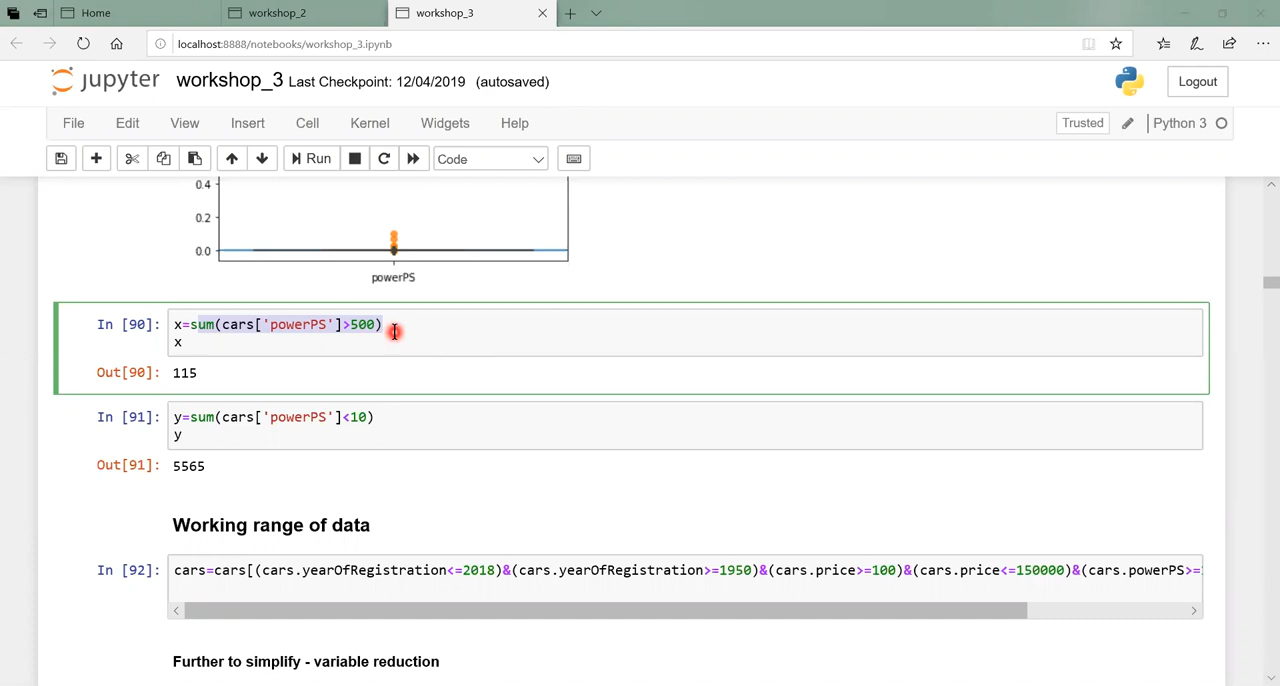 Home
workshop_2
workshop_3
localhost:8888/notebooks/workshop_3.ipynb
jupyter workshop_3 Last Checkpoint: 12/04/2019 (autosaved)
Logout
File Edit View Insert Cell Kernel Widgets Help
Trusted
Python 3
Run
Code
0.4
0.2
0.0
powerPS
In [90]: x=sum(cars['powerPS']>500)
x
Out[90]: 115
In [91]: y=sum(cars['powerPS']<10)
y
Out[91]: 5565
Working range of data
In [92]: cars=cars[(cars.yearOfRegistration<=2018)&(cars.yearOfRegistration>=1950)&(cars.price>=100)&(cars.price<=150000)&(cars.powerPS>=
Further to simplify - variable reduction